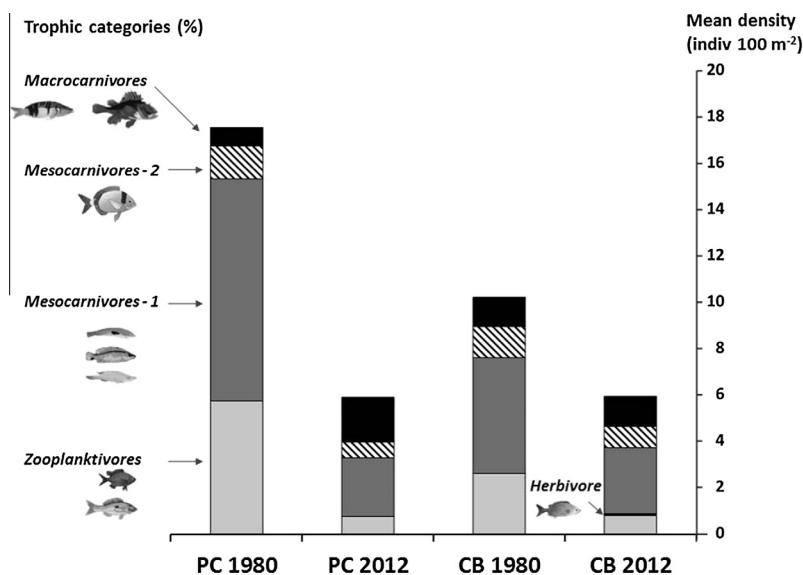 Trophic categories (%)
Mean density
(indiv 100 m-2)
Macrocarnivores
Mesocarnivores - 2
Mesocarnivores - 1
Zooplanktivores
Herbivore
20
18
16
14
12
10
8
6
4
2
0
PC 1980 PC 2012 CB 1980 CB 2012